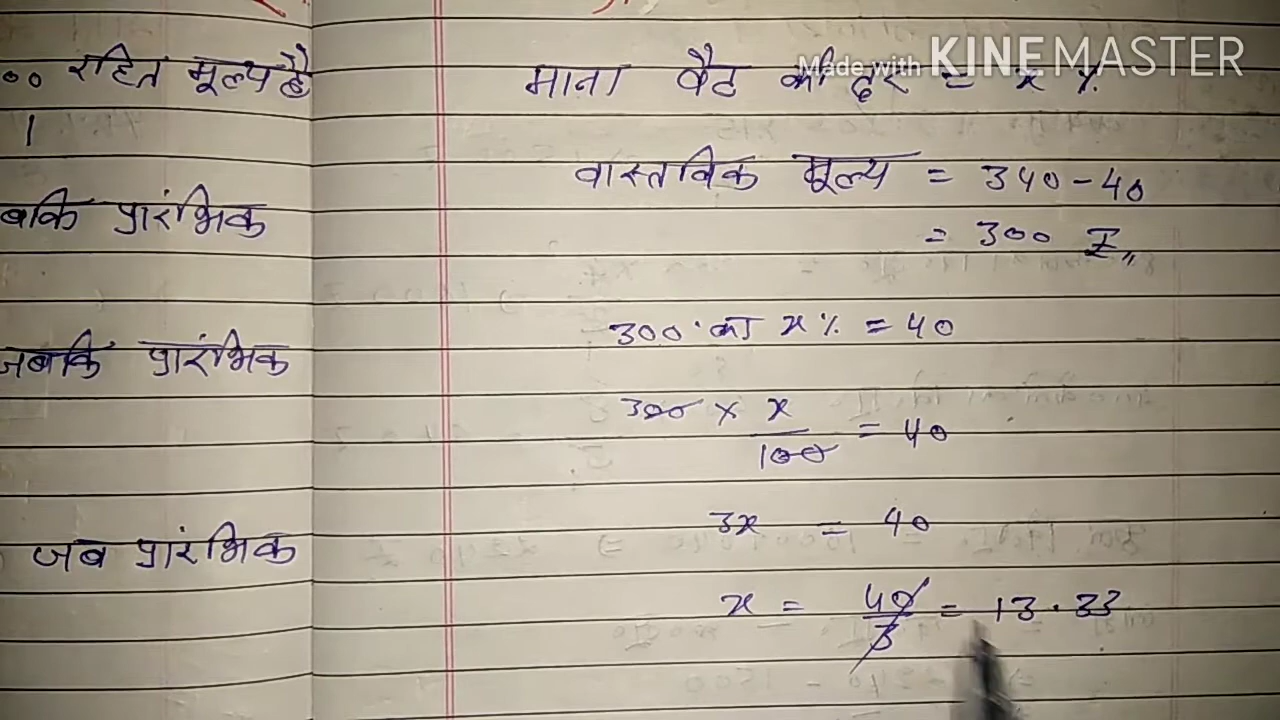 ०० रहित मूल्य है
।
बकि प्रारंभिक
जबकि प्रारंभिक
जब प्रारंभिक
Made with KINEMASTER
माना वैट की दर = x %
वास्तविक मूल्य = 340 - 40
= 300 ₹,,
300 का x % = 40
300 × x/100 = 40
3x = 40
x = 40/3 = 13.33